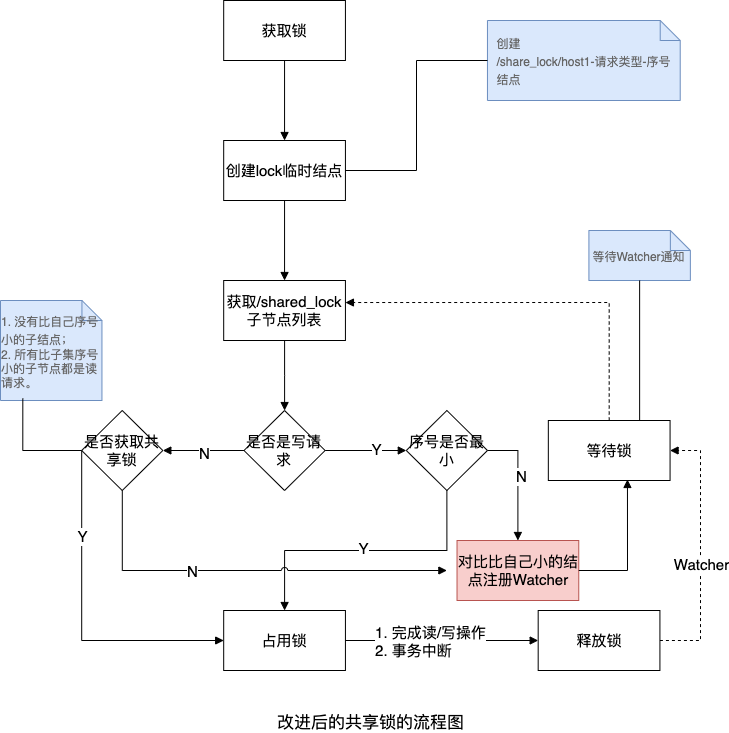 获取锁
创建
/share_lock/host1-请求类型-序号
结点
创建lock临时结点
等待Watcher通知
获取/shared_lock
子节点列表
1. 没有比自己序号
小的子结点；
2. 所有比子集序号
小的子节点都是读
请求。
是否获取共
享锁
N
是否是写请
求
Y
序号是否最
小
等待锁
N
Y
Y
N
对比比自己小的结
点注册Watcher
Watcher
占用锁
1. 完成读/写操作
2. 事务中断
释放锁
改进后的共享锁的流程图